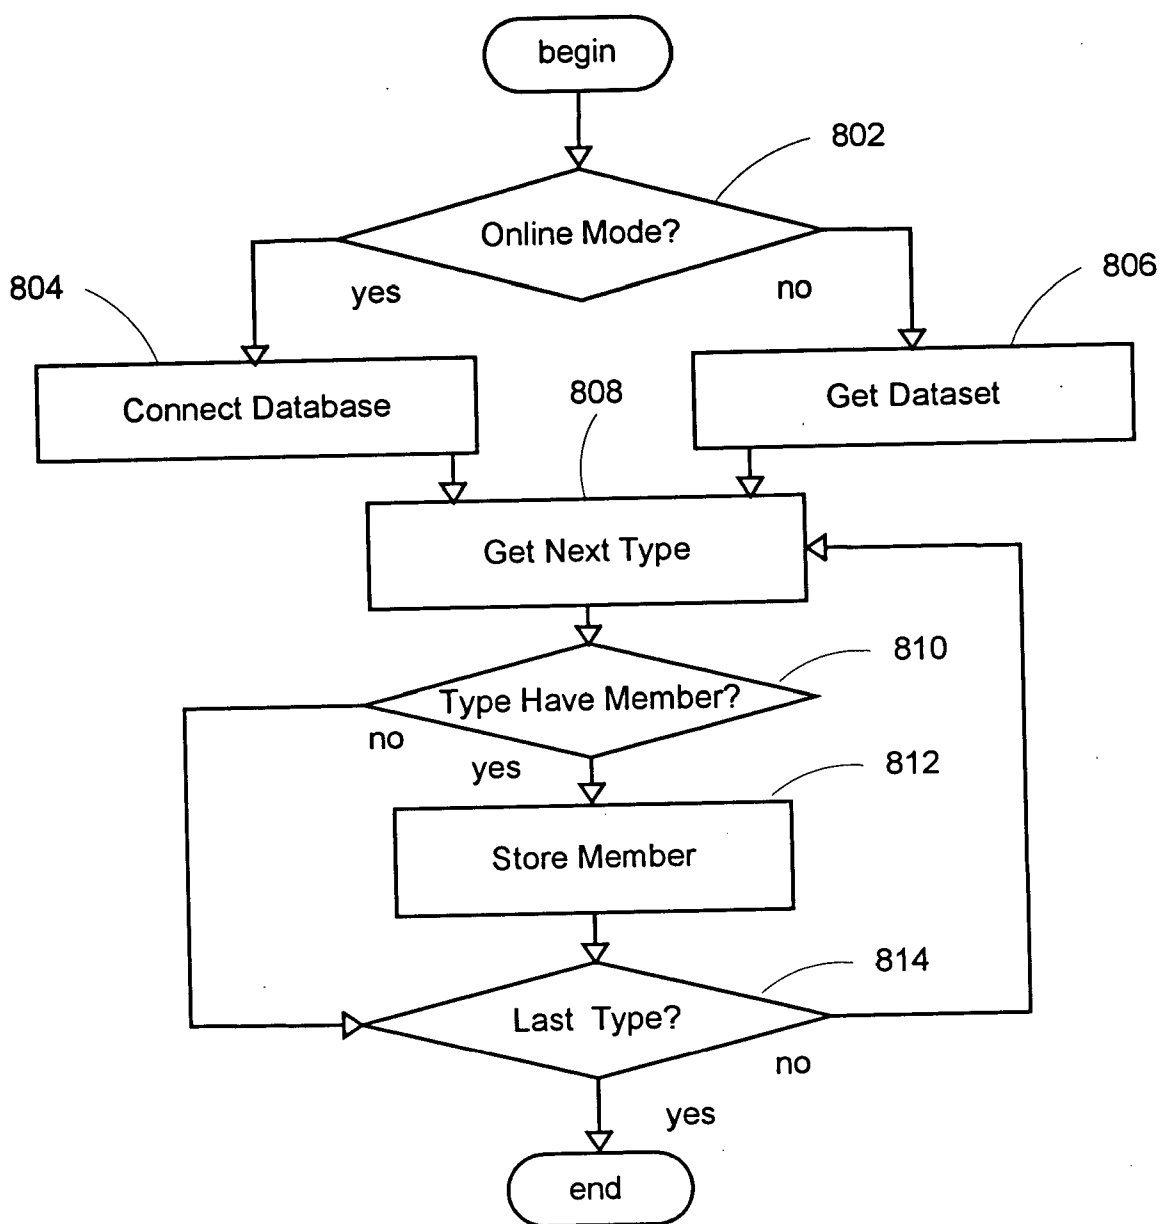 begin
802
Online Mode?
804
yes
no
806
Connect Database
808
Get Dataset
Get Next Type
810
Type Have Member?
no
yes
812
Store Member
814
Last Type?
no
yes
end